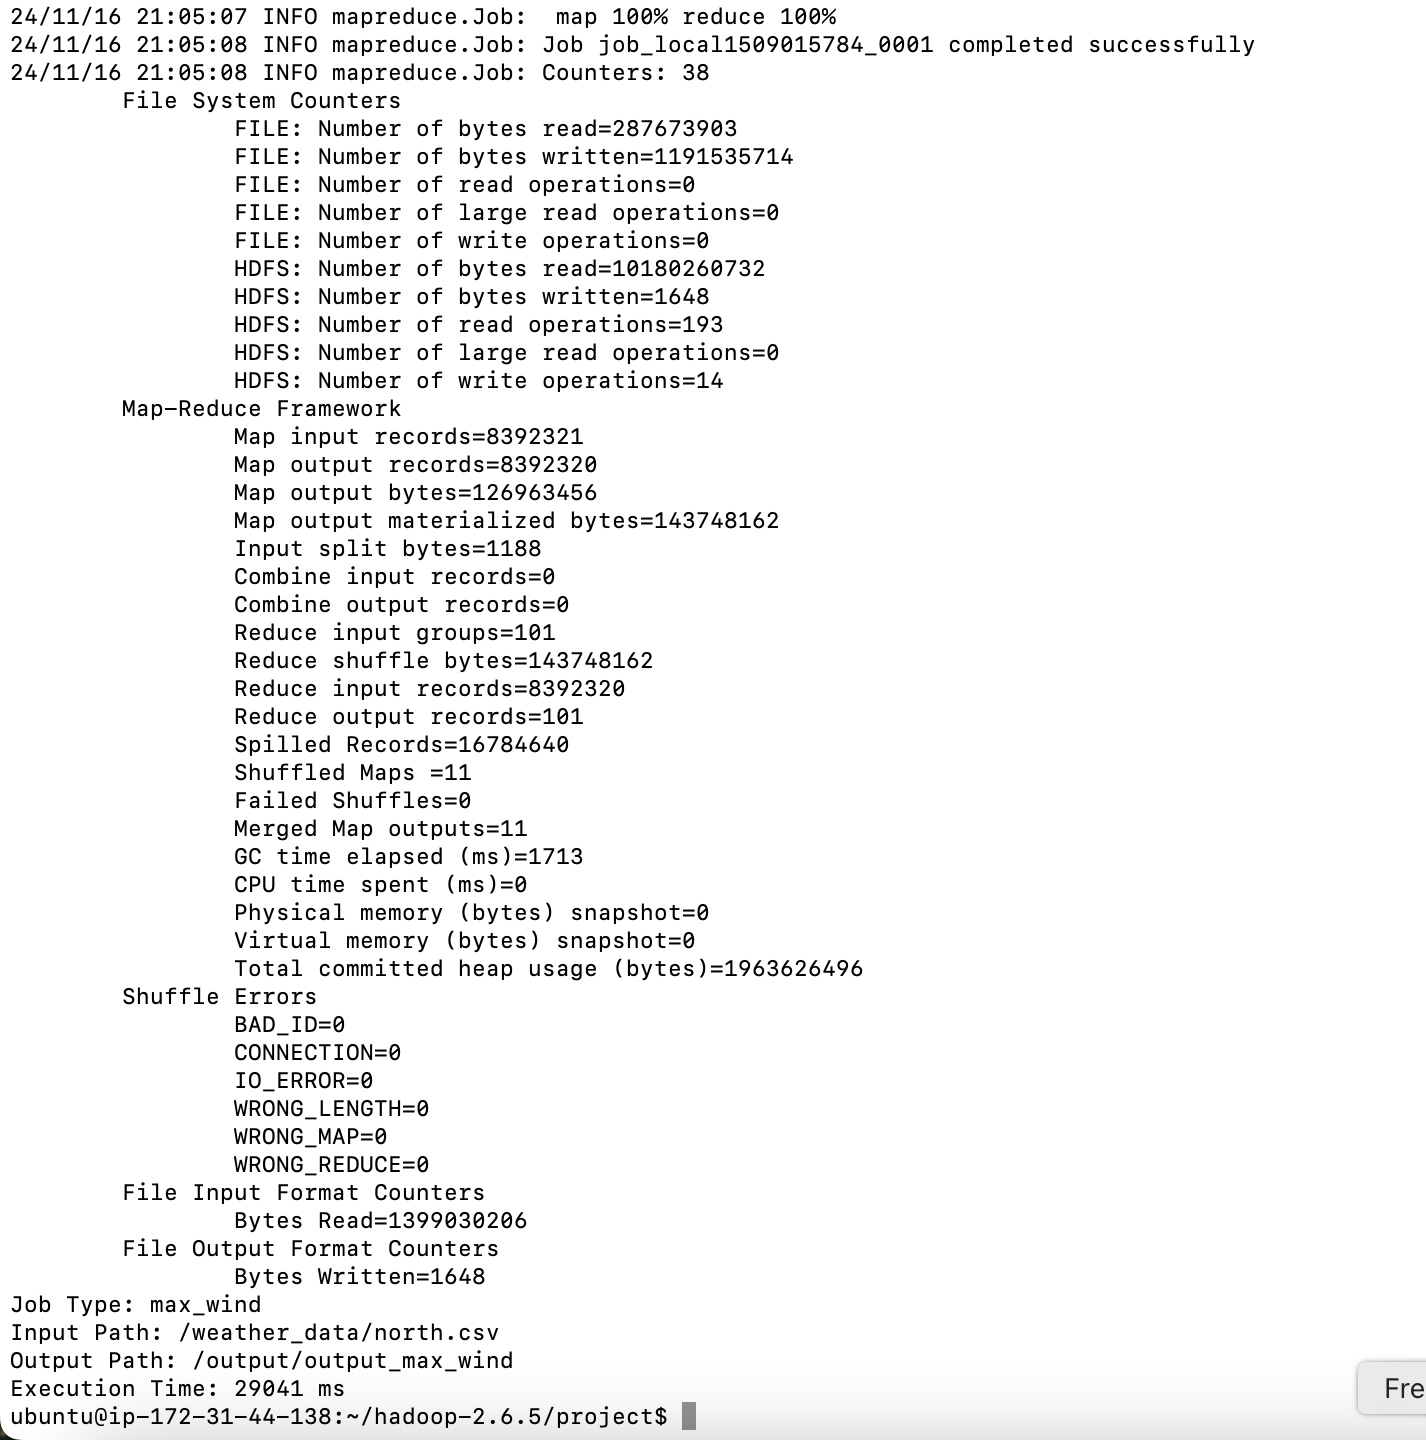 24/11/16 21:05:07 INFO mapreduce.Job:  map 100% reduce 100%
24/11/16 21:05:08 INFO mapreduce.Job: Job job_local1509015784_0001 completed successfully
24/11/16 21:05:08 INFO mapreduce.Job: Counters: 38
File System Counters
FILE: Number of bytes read=287673903
FILE: Number of bytes written=1191535714
FILE: Number of read operations=0
FILE: Number of large read operations=0
FILE: Number of write operations=0
HDFS: Number of bytes read=10180260732
HDFS: Number of bytes written=1648
HDFS: Number of read operations=193
HDFS: Number of large read operations=0
HDFS: Number of write operations=14
Map-Reduce Framework
Map input records=8392321
Map output records=8392320
Map output bytes=126963456
Map output materialized bytes=143748162
Input split bytes=1188
Combine input records=0
Combine output records=0
Reduce input groups=101
Reduce shuffle bytes=143748162
Reduce input records=8392320
Reduce output records=101
Spilled Records=16784640
Shuffled Maps =11
Failed Shuffles=0
Merged Map outputs=11
GC time elapsed (ms)=1713
CPU time spent (ms)=0
Physical memory (bytes) snapshot=0
Virtual memory (bytes) snapshot=0
Total committed heap usage (bytes)=1963626496
Shuffle Errors
BAD_ID=0
CONNECTION=0
IO_ERROR=0
WRONG_LENGTH=0
WRONG_MAP=0
WRONG_REDUCE=0
File Input Format Counters
Bytes Read=1399030206
File Output Format Counters
Bytes Written=1648
Job Type: max_wind
Input Path: /weather_data/north.csv
Output Path: /output/output_max_wind
Execution Time: 29041 ms
Fre
ubuntu@ip-172-31-44-138:~/hadoop-2.6.5/project$